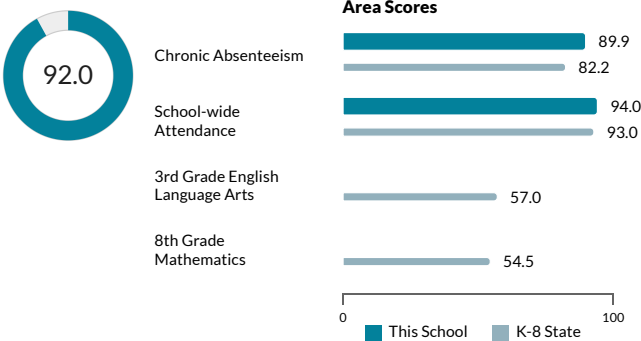 Area Scores
92.0
Chronic Absenteeism
89.9
82.2
School-wide
Attendance
94.0
93.0
3rd Grade English
Language Arts
57.0
8th Grade
Mathematics
54.5
0
100
This School
K-8 State